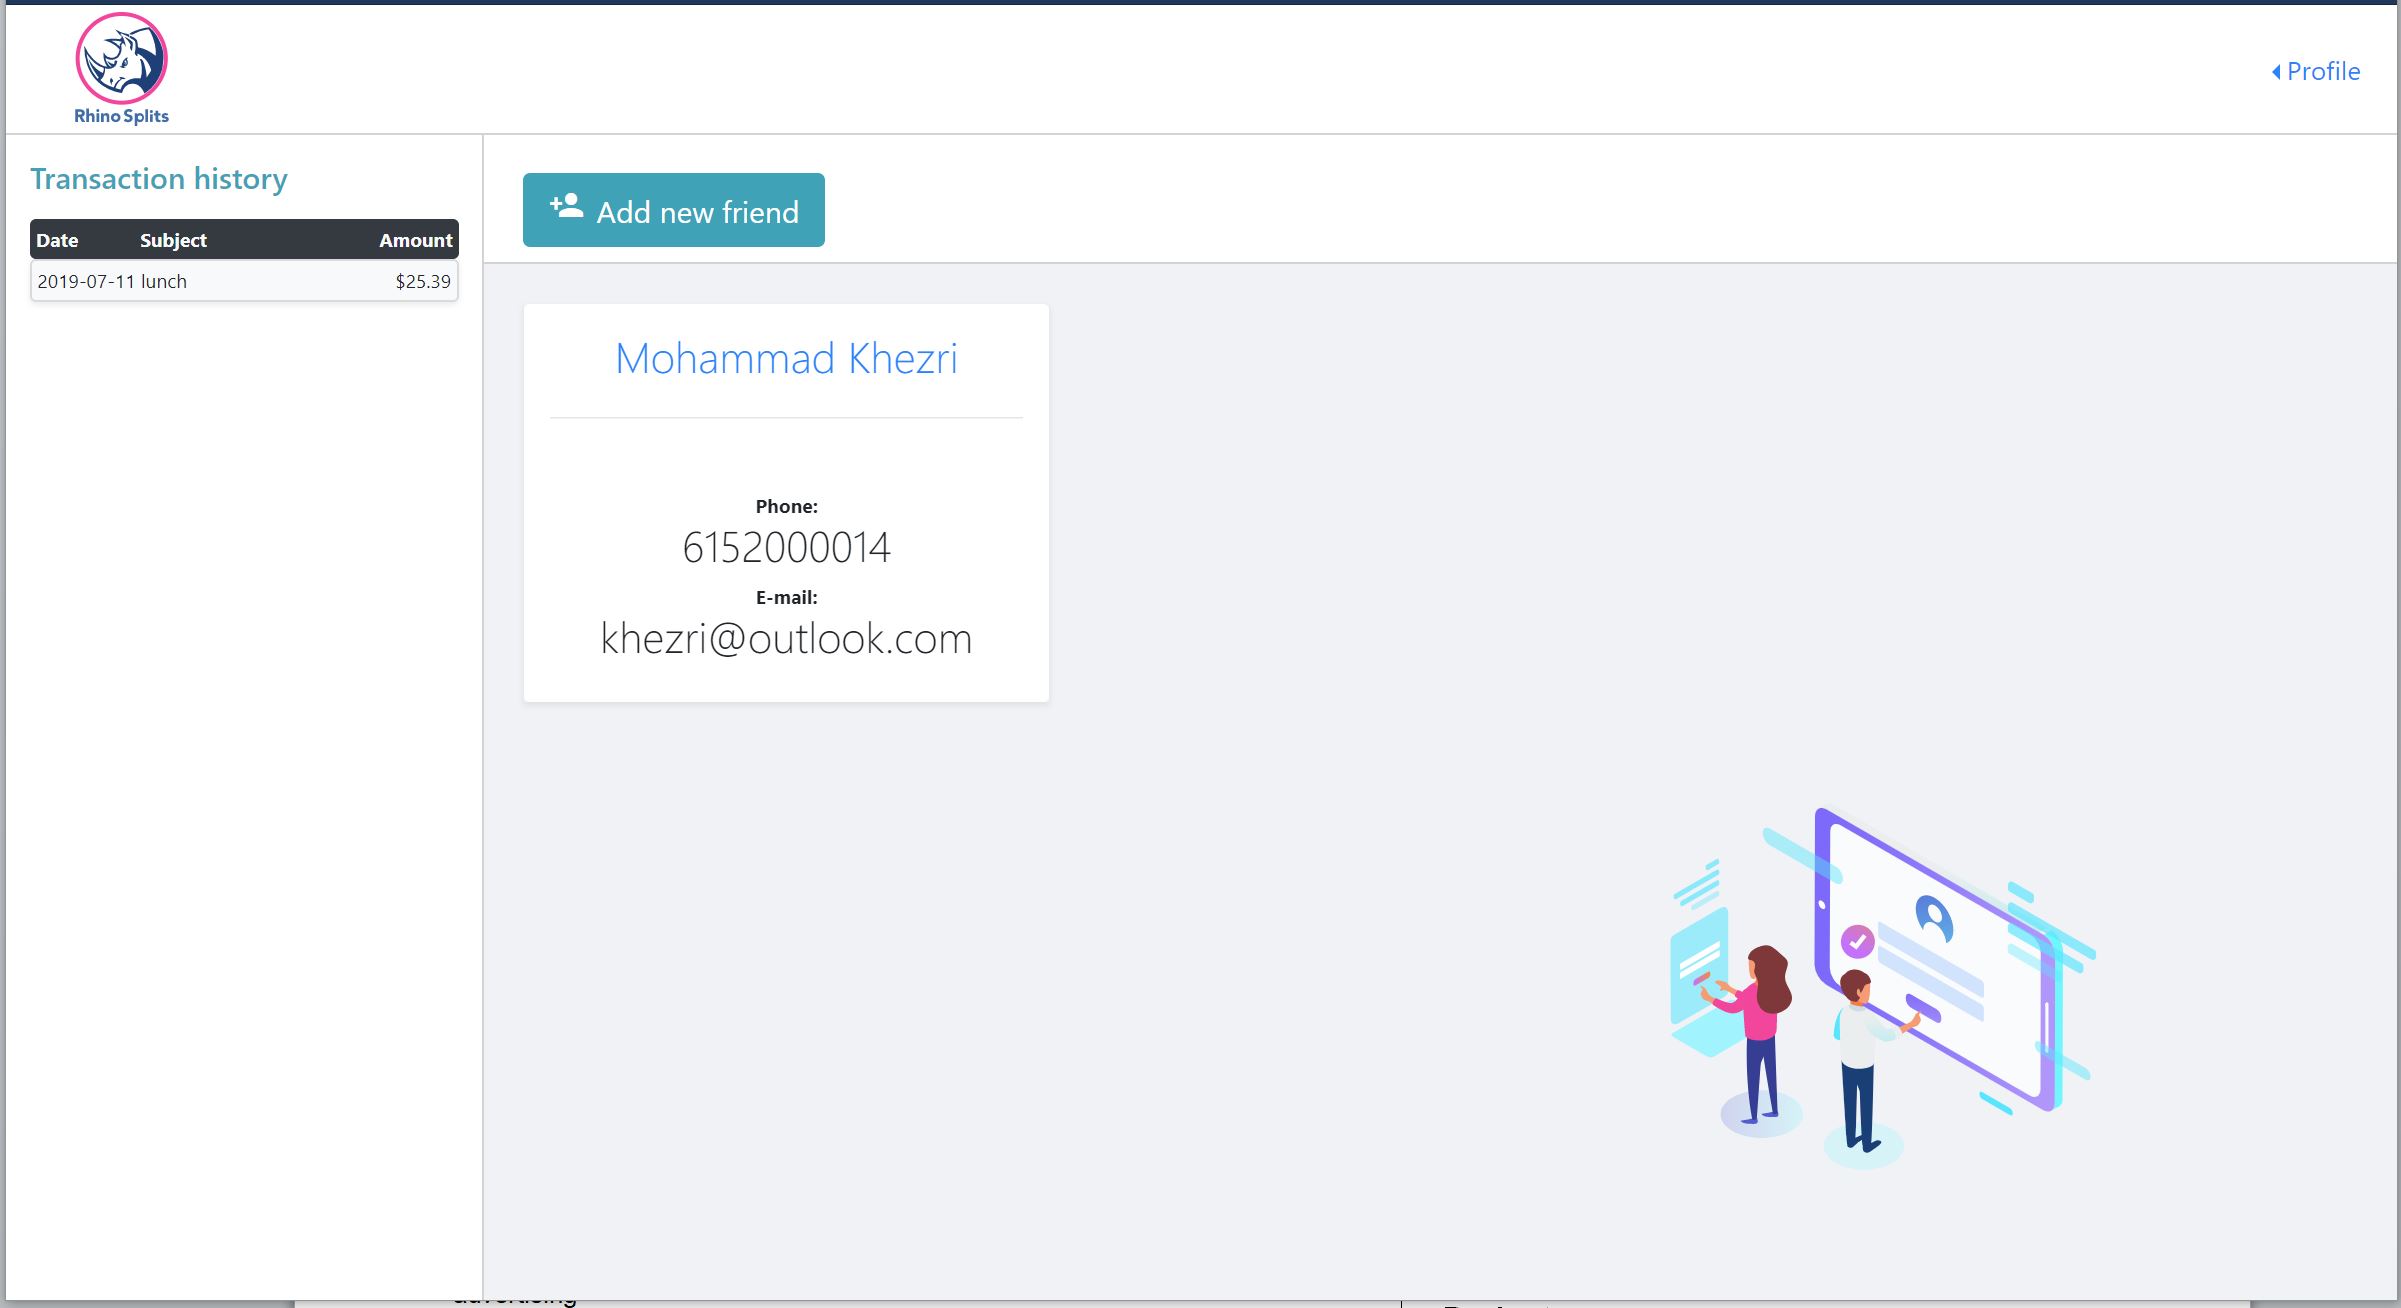 Rhino Splits
Profile
Transaction history
Date Subject Amount
2019-07-11 lunch $25.39
Add new friend
Mohammad Khezri
Phone:
6152000014
E-mail:
khezri@outlook.com
advertising